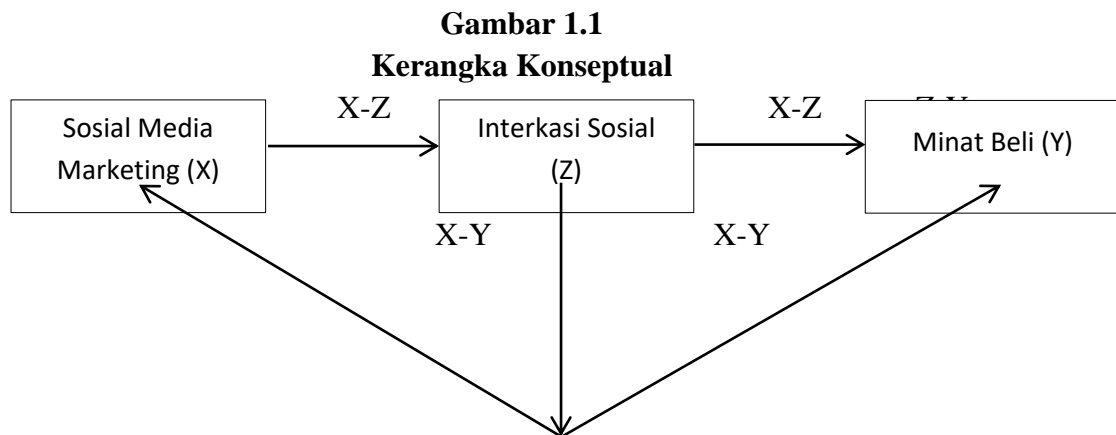 Gambar 1.1
Kerangka Konseptual
X-Z
X-Z
Sosial Media
Marketing (X)
Interkasi Sosial
(Z)
Minat Beli (Y)
X-Y
X-Y